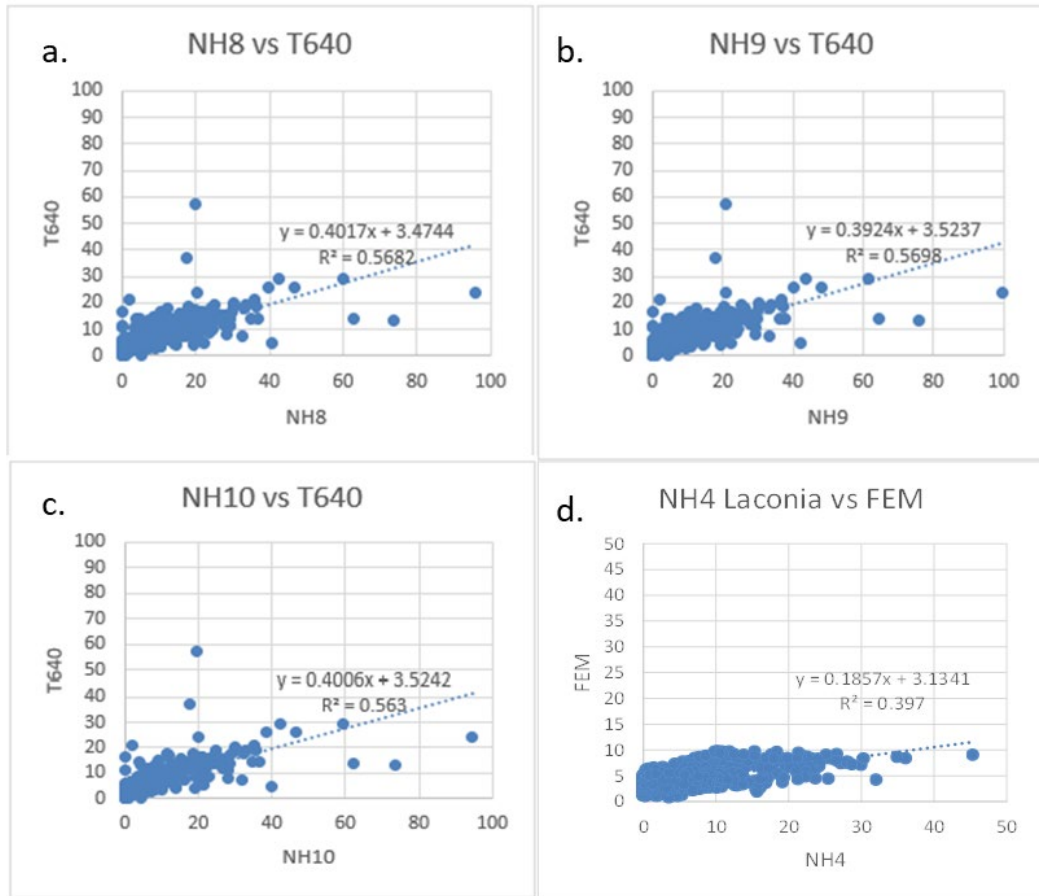 a.
NH8 vs T640
T640
100
90
80
70
60
50
40
30
20
10
0
y = 0.4017x + 3.4744
R² = 0.5682
0 20 40 60 80 100
NH8
b.
NH9 vs T640
T640
100
90
80
70
60
50
40
30
20
10
0
y = 0.3924x + 3.5237
R² = 0.5698
0 20 40 60 80 100
NH9
c.
NH10 vs T640
T640
100
90
80
70
60
50
40
30
20
10
0
y = 0.4006x + 3.5242
R² = 0.563
0 20 40 60 80 100
NH10
d.
NH4 Laconia vs FEM
FEM
50
45
40
35
30
25
20
15
10
5
0
y = 0.1857x + 3.1341
R² = 0.397
0 10 20 30 40 50
NH4